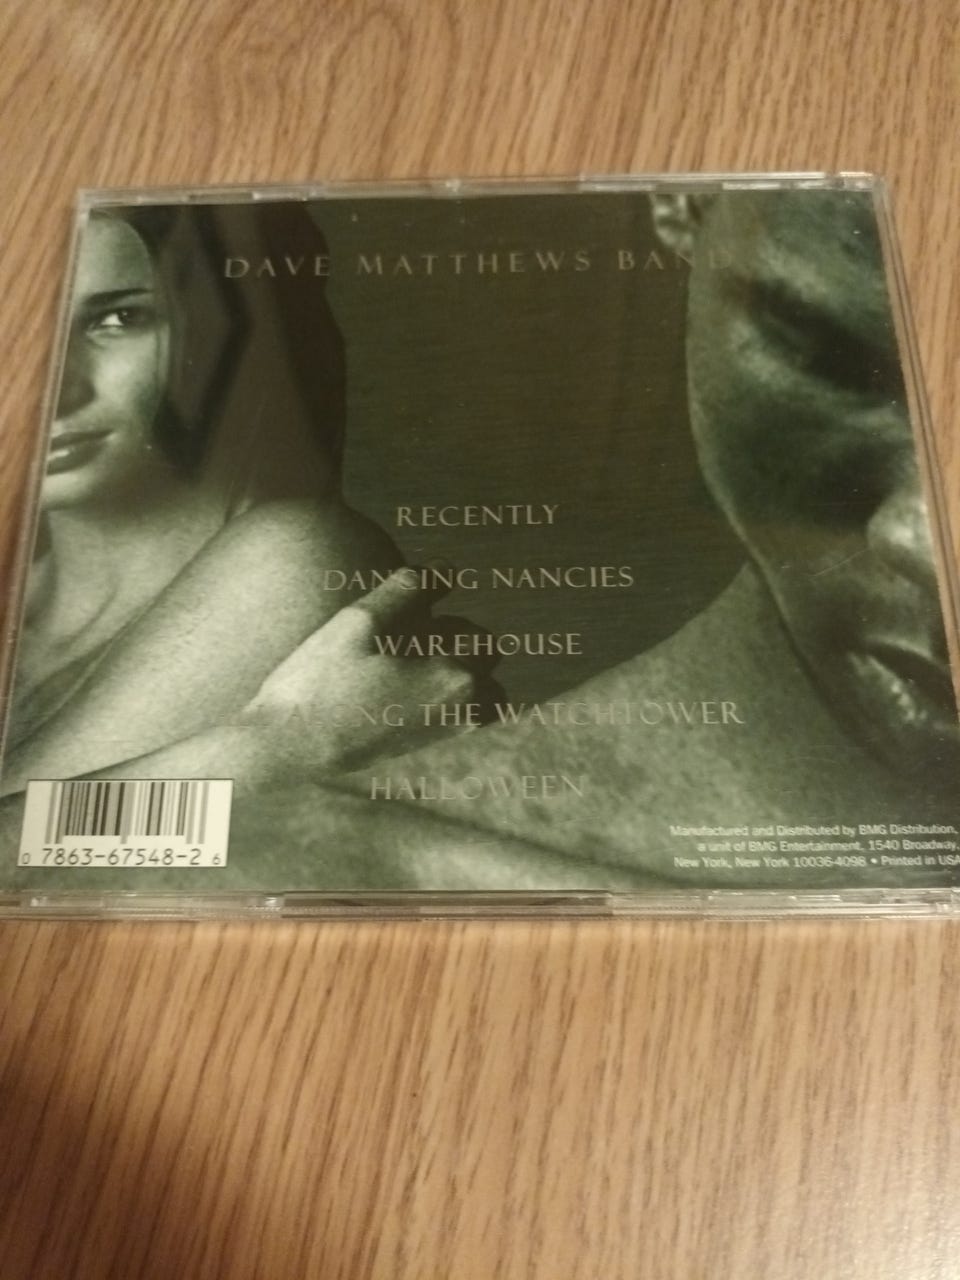 DAVE MATTHEWS BAND
RECENTLY
DANCING NANCIES
WAREHOUSE
ALL ALONG THE WATCHTOWER
HALLOWEEN
0 7863-67548-2 6
Manufactured and Distributed by BMG Distribution,
a unit of BMG Entertainment, 1540 Broadway,
New York, New York 10036-4098 • Printed in USA